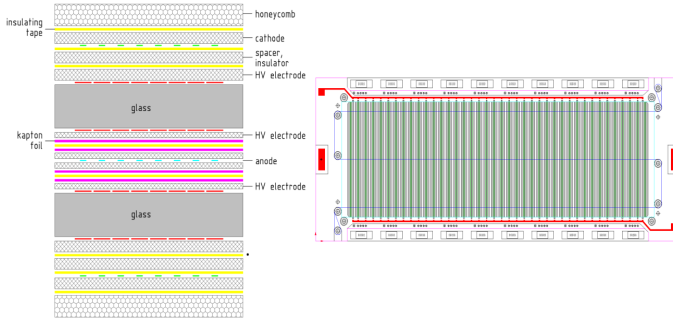 honeycomb
insulating
tape
cathode
spacer,
insulator
HV electrode
glass
HV electrode
kapton
foil
anode
HV electrode
glass